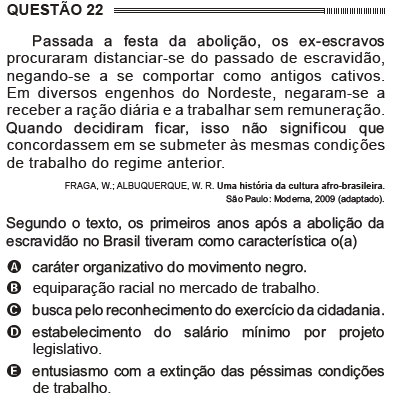 QUESTÃO 22
Passada a festa da abolição, os ex-escravos
procuraram distanciar-se do passado de escravidão,
negando-se a se comportar como antigos cativos.
Em diversos engenhos do Nordeste, negaram-se a
receber a ração diária e a trabalhar sem remuneração.
Quando decidiram ficar, isso não significou que
concordassem em se submeter às mesmas condições
de trabalho do regime anterior.
FRAGA, W.; ALBUQUERQUE, W. R. Uma história da cultura afro-brasileira.
São Paulo: Moderna, 2009 (adaptado).
Segundo o texto, os primeiros anos após a abolição da
escravidão no Brasil tiveram como característica o(a)
A caráter organizativo do movimento negro.
B equiparação racial no mercado de trabalho.
C busca pelo reconhecimento do exercício da cidadania.
D estabelecimento do salário mínimo por projeto
legislativo.
E entusiasmo com a extinção das péssimas condições
de trabalho.